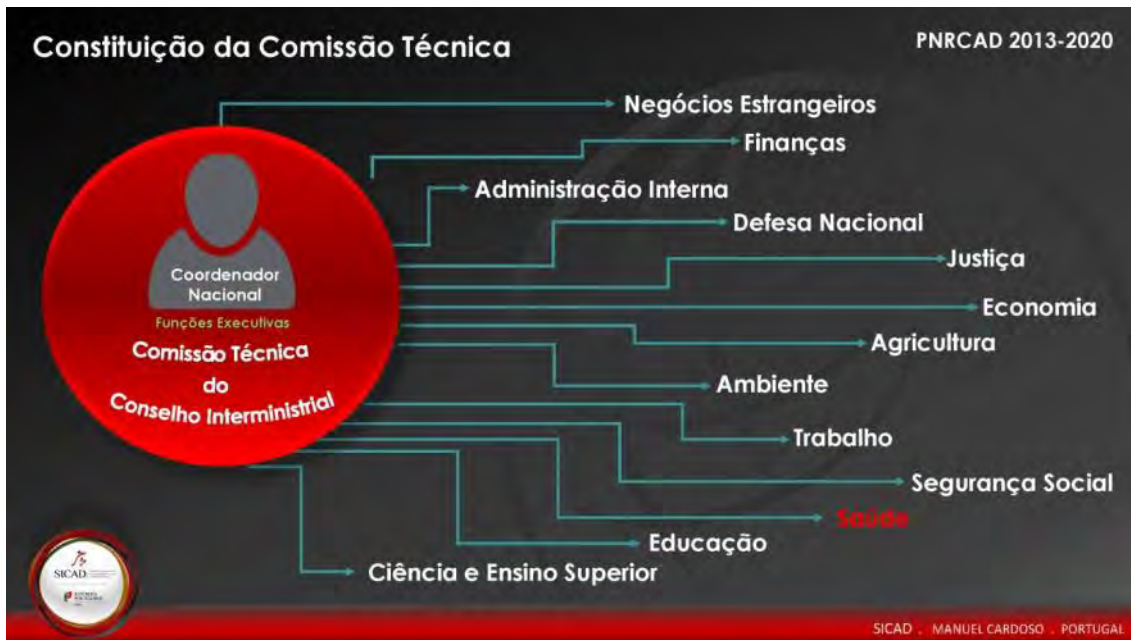 Constituição da Comissão Técnica
PNRCAD 2013-2020
Negócios Estrangeiros
Finanças
Administração Interna
Defesa Nacional
Justiça
Economia
Agricultura
Ambiente
Trabalho
Segurança Social
Saúde
Educação
Ciência e Ensino Superior
Coordenador
Nacional
Funções Executivas
Comissão Técnica
do
Conselho Interministrial
SICAD
SICAD . MANUEL CARDOSO . PORTUGAL